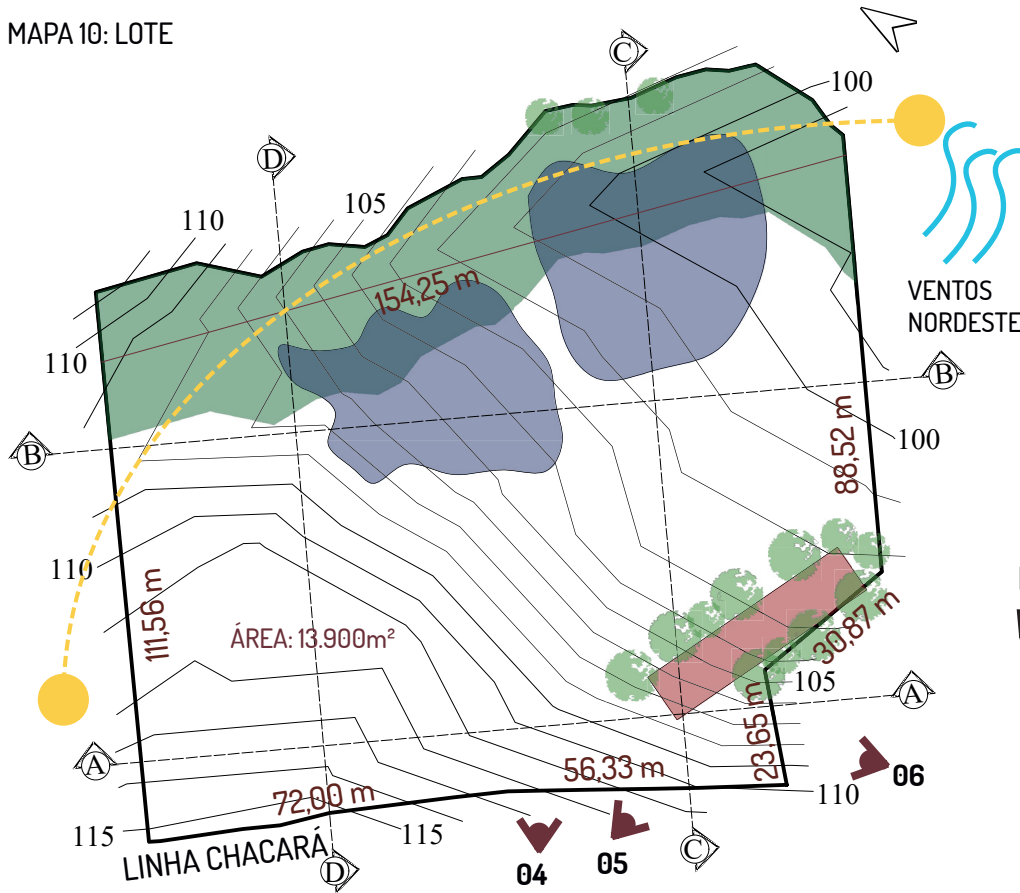 MAPA 10: LOTE
C
100
D
110
105
154,25 m
VENTOS
NORDESTE
110
B
B
100
88,52 m
110
111,56 m
ÁREA: 13.900m²
30,87 m
105
A
A
23,65 m
56,33 m
06
72,00 m
110
115
115
LINHA CHACARÁ
D
04
05
C